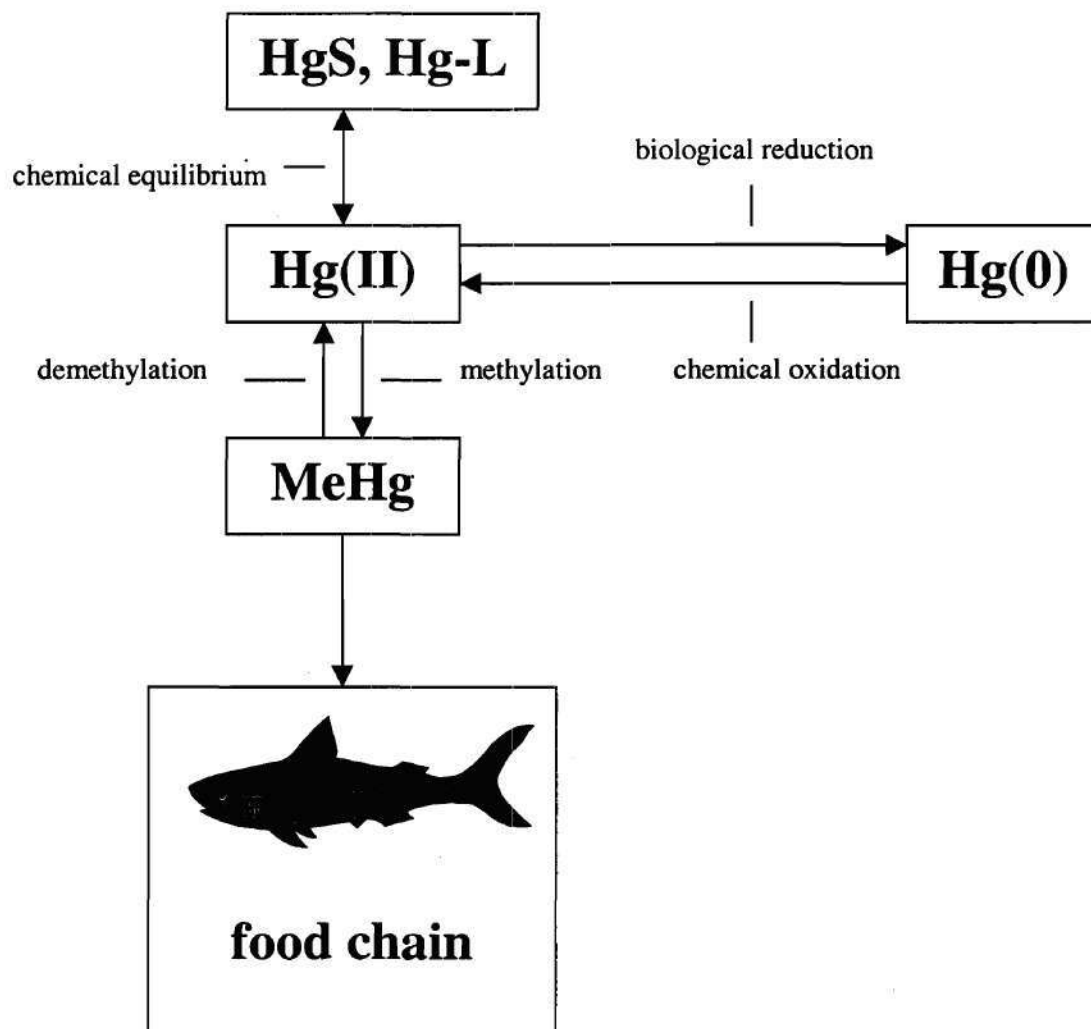 HgS, Hg-L
chemical equilibrium
biological reduction
Hg(II)
Hg(0)
demethylation
methylation
chemical oxidation
MeHg
food chain